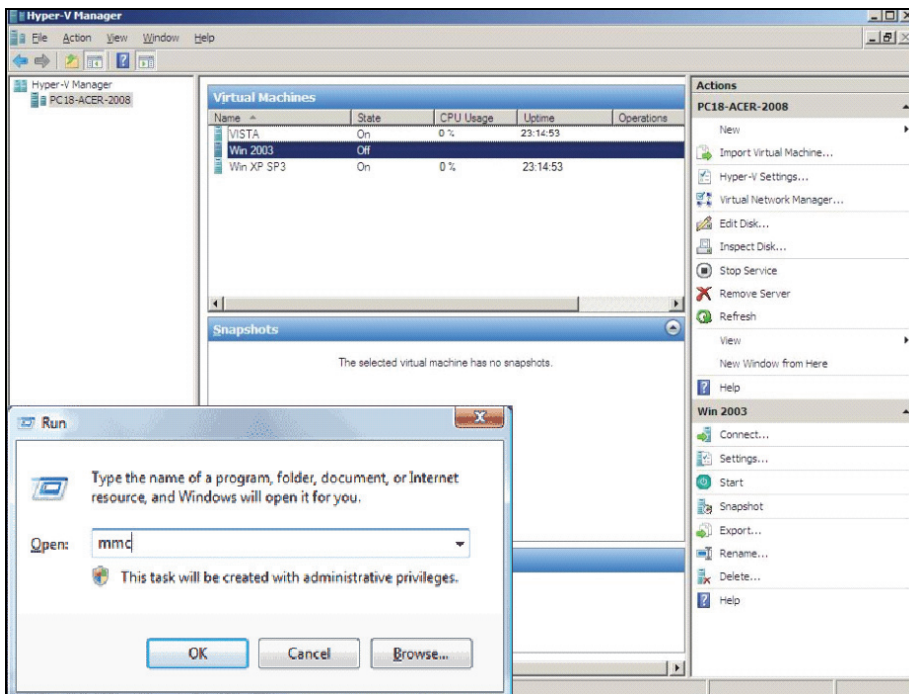 Hyper-V Manager
File Action View Window Help
Hyper-V Manager
PC18-ACER-2008
Virtual Machines
Name State CPU Usage Uptime Operations
VISTA On 0 % 23:14:53
Win 2003 Off
Win XP SP3 On 0 % 23:14:53
Snapshots
The selected virtual machine has no snapshots.
Actions
PC18-ACER-2008
New
Import Virtual Machine...
Hyper-V Settings...
Virtual Network Manager...
Edit Disk...
Inspect Disk...
Stop Service
Remove Server
Refresh
View
New Window from Here
Help
Win 2003
Connect...
Settings...
Start
Snapshot
Export...
Rename...
Delete...
Help
Run
Type the name of a program, folder, document, or Internet
resource, and Windows will open it for you.
Open: mmc
This task will be created with administrative privileges.
OK Cancel Browse...